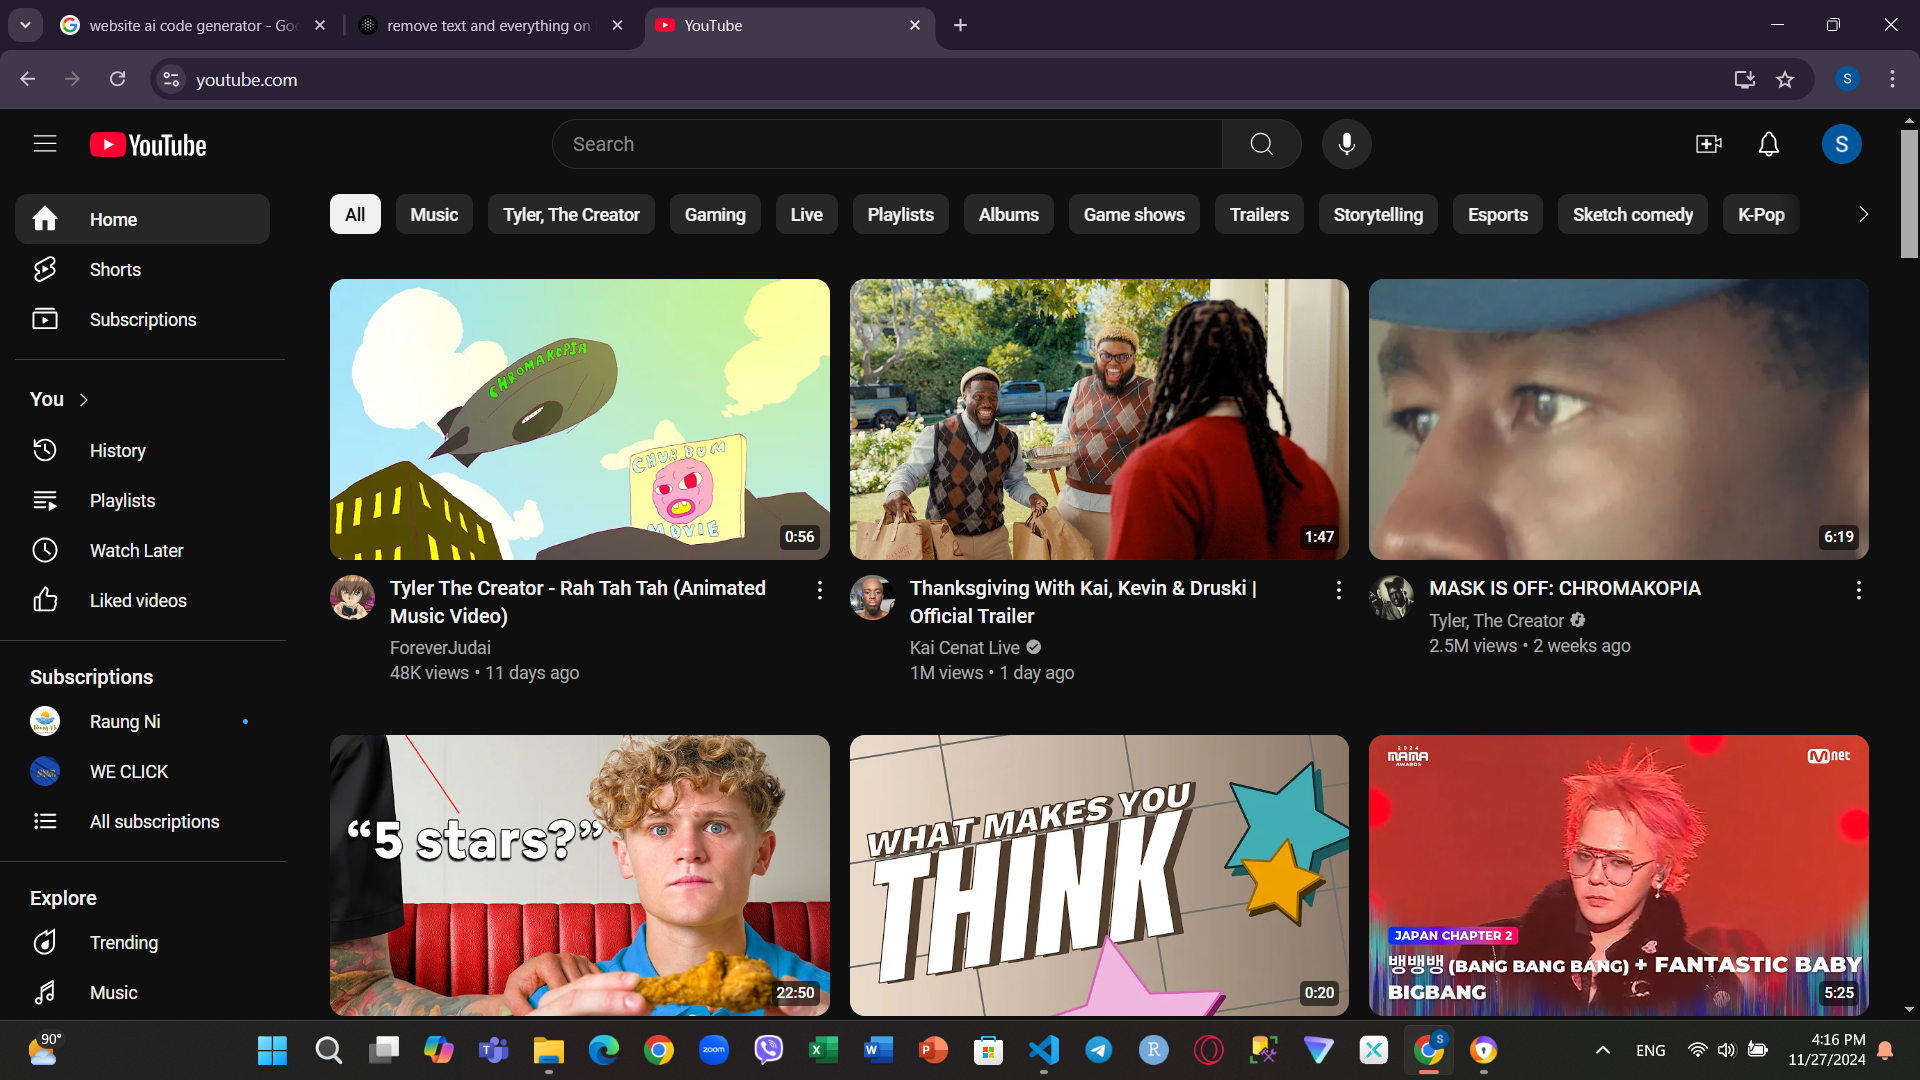 website ai code generator - Goo
remove text and everything on
YouTube
youtube.com
S
YouTube
Search
S
All
Music
Tyler, The Creator
Gaming
Live
Playlists
Albums
Game shows
Trailers
Storytelling
Esports
Sketch comedy
K-Pop
Home
Shorts
Subscriptions
You
History
Playlists
Watch Later
Liked videos
Subscriptions
Raung Ni
WE CLICK
All subscriptions
Explore
Trending
Music
CHROMAKOPIA
CHUR BUM
MOVIE
0:56
Tyler The Creator - Rah Tah Tah (Animated
Music Video)
ForeverJudai
48K views • 11 days ago
1:47
Thanksgiving With Kai, Kevin & Druski |
Official Trailer
Kai Cenat Live
1M views • 1 day ago
6:19
MASK IS OFF: CHROMAKOPIA
Tyler, The Creator
2.5M views • 2 weeks ago
“5 stars?”
22:50
WHAT MAKES YOU
THINK
0:20
2024
MAMA
AWARDS
Mnet
JAPAN CHAPTER 2
뱅뱅뱅 (BANG BANG BANG) + FANTASTIC BABY
BIGBANG
5:25
90°
zoom
S
ENG
4:16 PM
11/27/2024